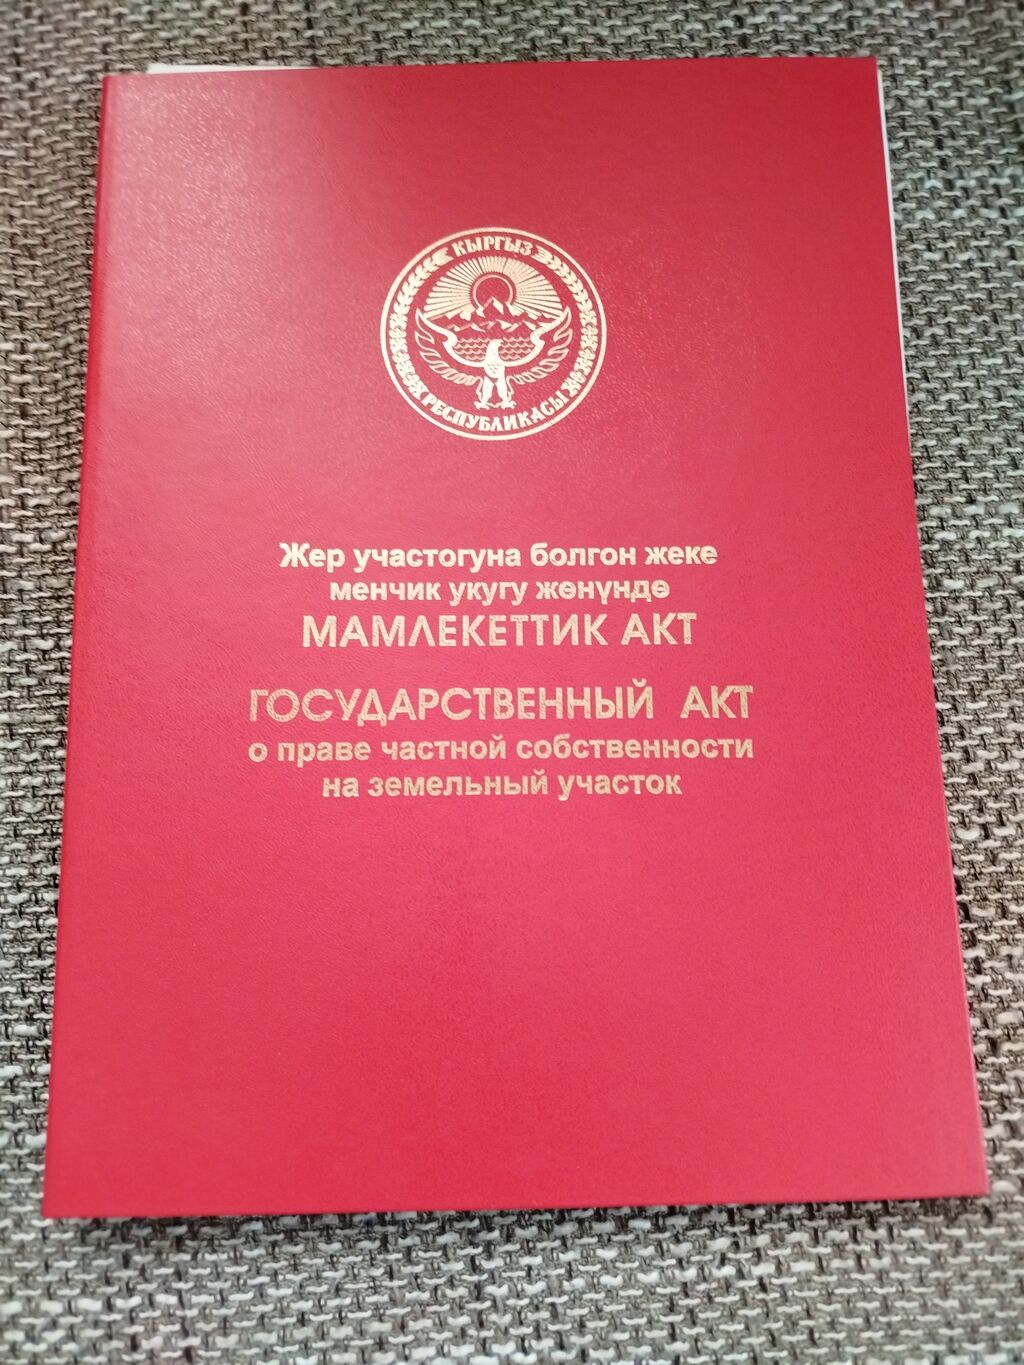 КЫРГЫЗ
РЕСПУБЛИКАСЫ
Жер участогуна болгон жеке
менчик укугу жөнүндө
МАМЛЕКЕТТИК АКТ
ГОСУДАРСТВЕННЫЙ АКТ
о праве частной собственности
на земельный участок